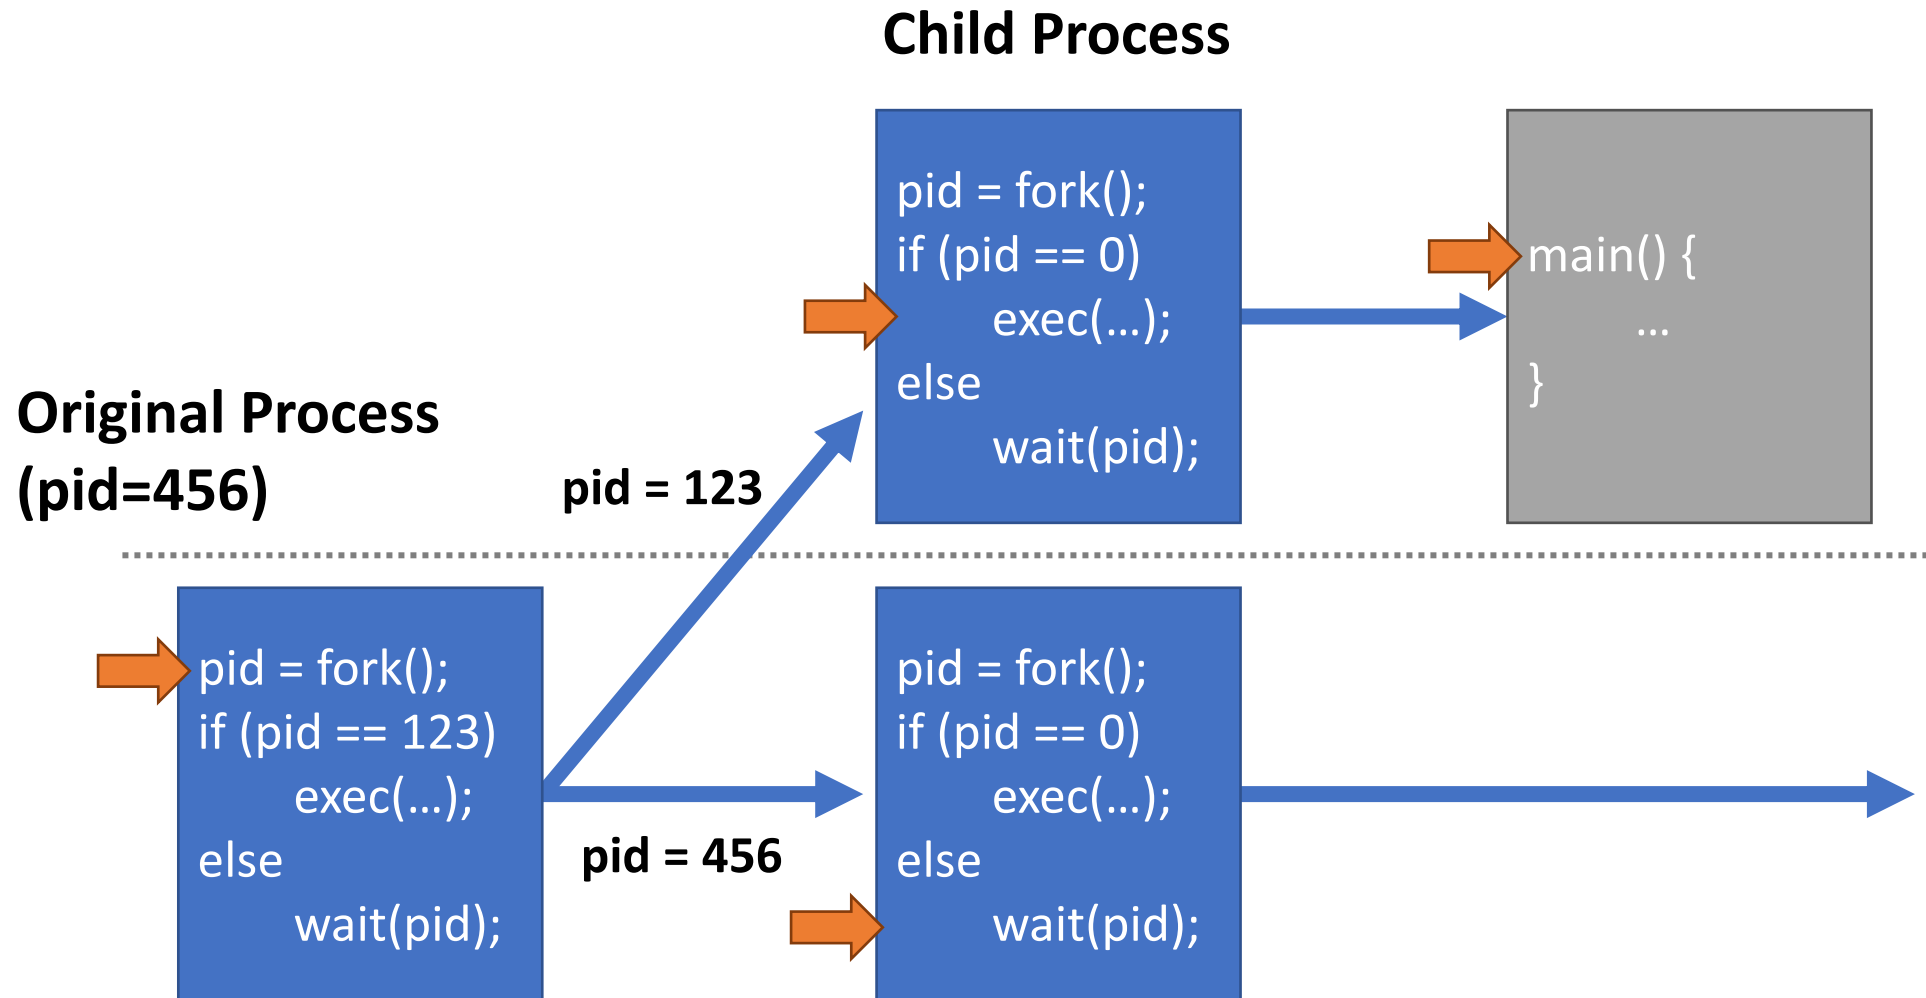 Child Process
pid = fork();
if (pid == 0)
exec(...);
else
wait(pid);
main() {
...
}
Original Process
(pid=456)
pid = 123
pid = fork();
if (pid == 123)
exec(...);
else
wait(pid);
pid = 456
pid = fork();
if (pid == 0)
exec(...);
else
wait(pid);